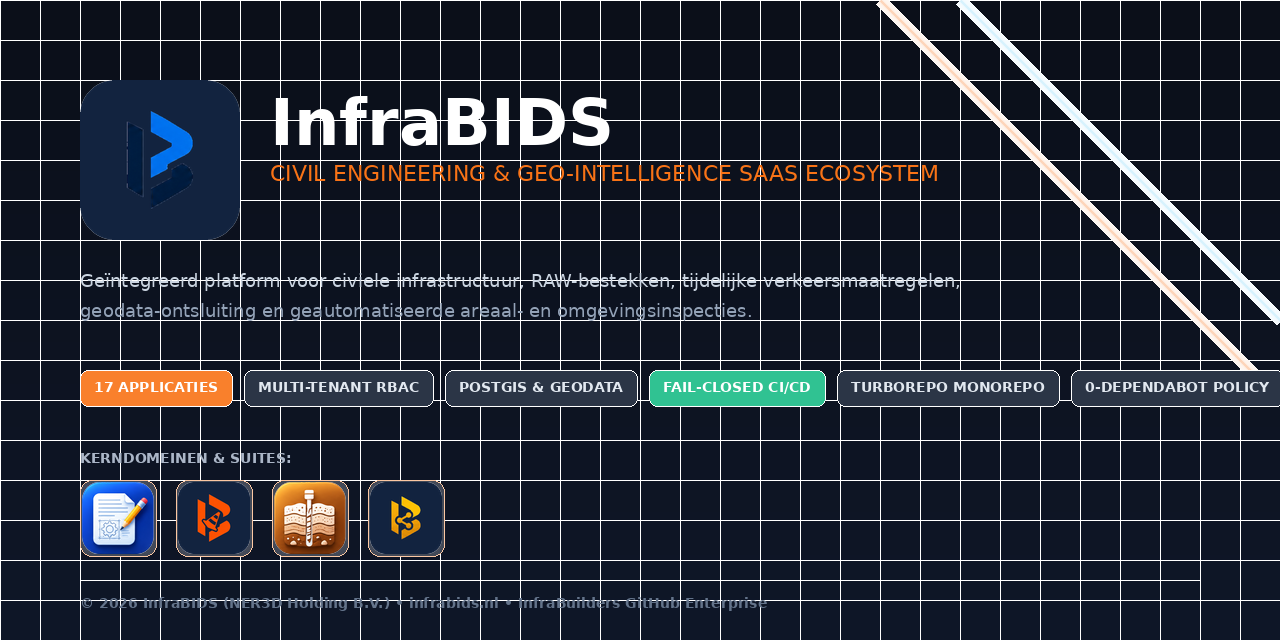 InfraBIDS
CIVIL ENGINEERING & GEO-INTELLIGENCE SAAS ECOSYSTEM
Geïntegreerd platform voor civiele infrastructuur, RAW-bestekken, tijdelijke verkeersmaatregelen,
geodata-ontsluiting en geautomatiseerde areaal- en omgevingsinspecties.
17 APPLICATIES MULTI-TENANT RBAC POSTGIS & GEODATA FAIL-CLOSED CI/CD TURBOREPO MONOREPO 0-DEPENDABOT POLICY
KERNDOMEINEN & SUITES:
© 2026 InfraBIDS (NER3D Holding B.V.) • infrabids.nl • InfraBuilders GitHub Enterprise